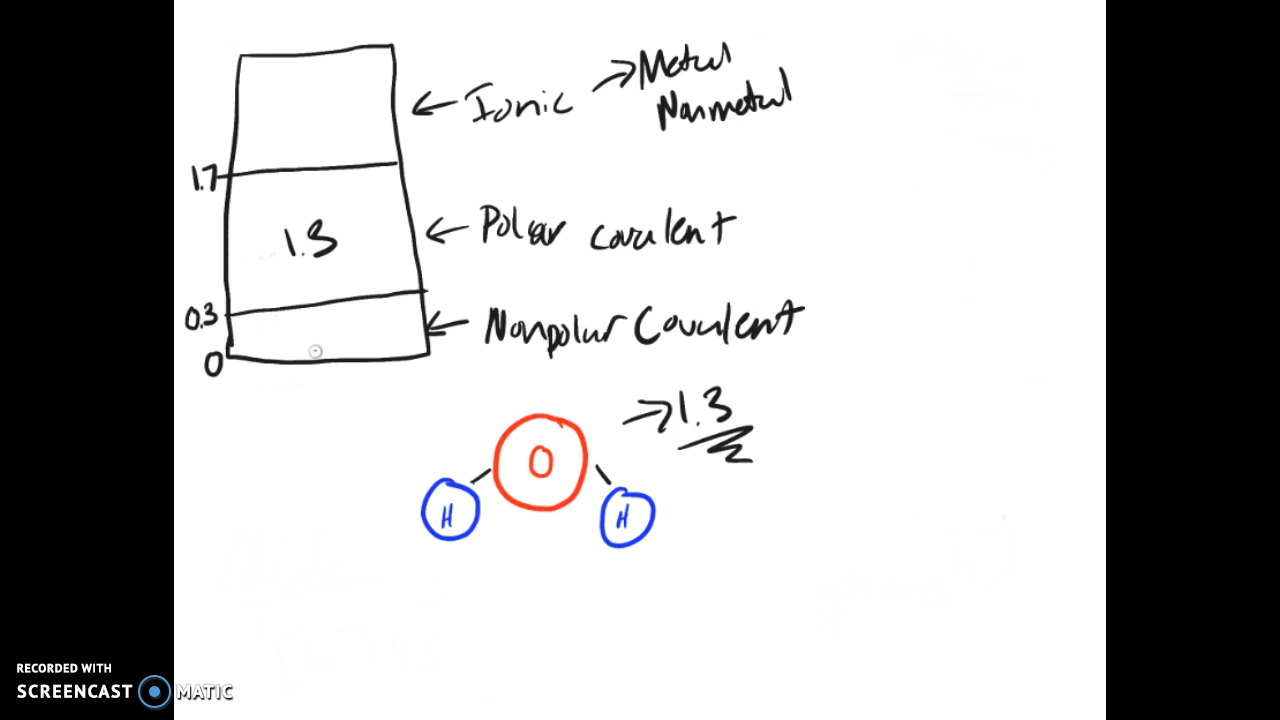 Ionic → Metal
Nonmetal
1.7
1.3
← Polar covalent
0.3
← Nonpolar Covalent
0
→ 1.3
O
H
H
RECORDED WITH
SCREENCAST MATIC